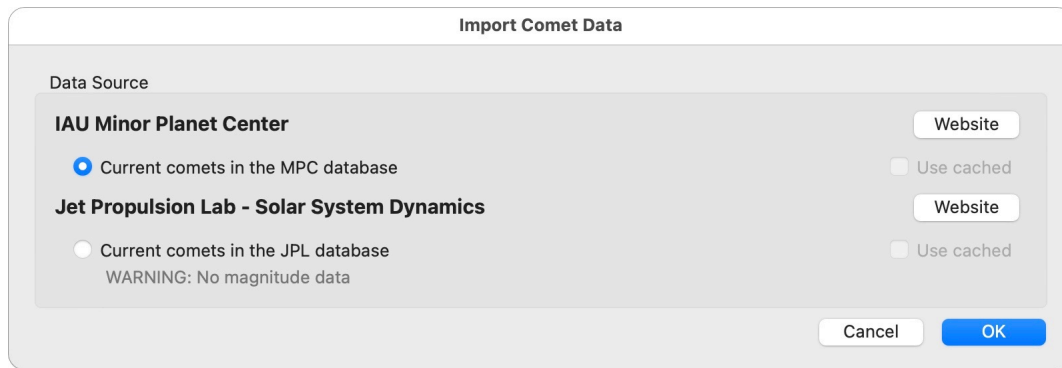 Import Comet Data
Data Source
IAU Minor Planet Center
Website
Current comets in the MPC database
Use cached
Jet Propulsion Lab - Solar System Dynamics
Website
Current comets in the JPL database
Use cached
WARNING: No magnitude data
Cancel
OK